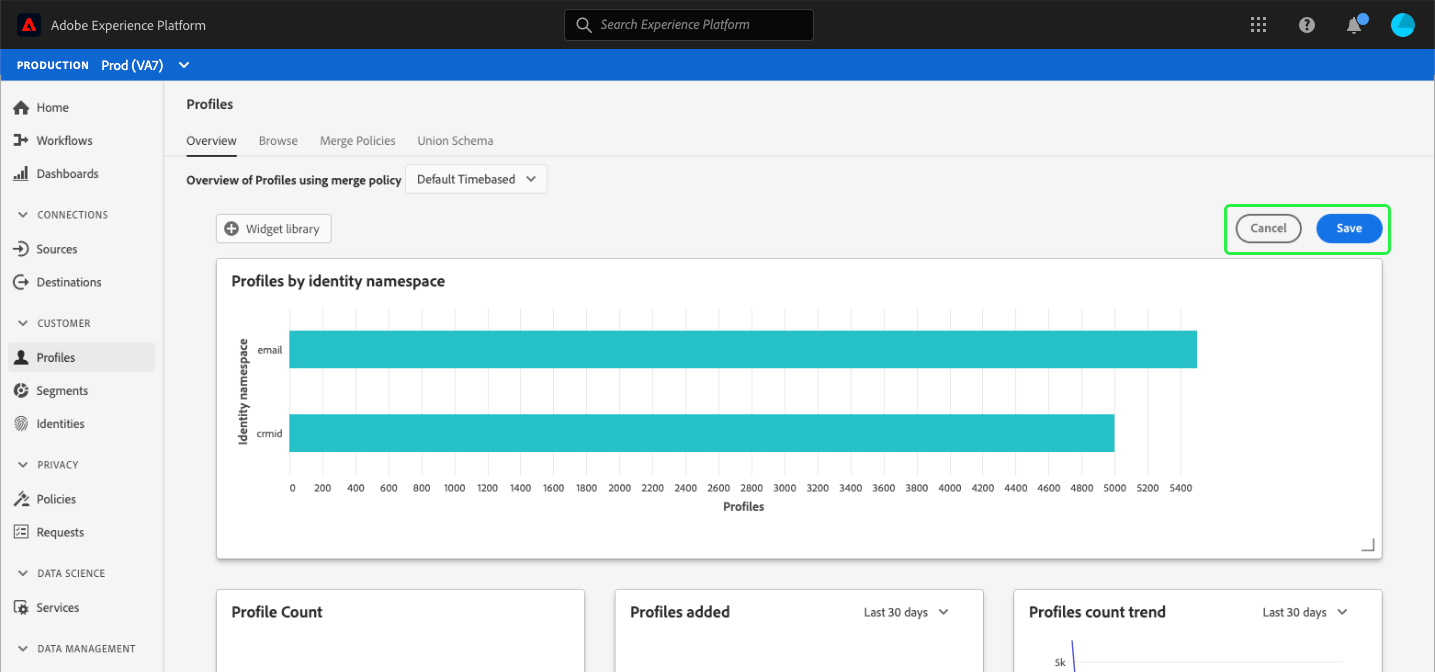 Adobe Experience Platform
Search Experience Platform
PRODUCTION Prod (VA7)
Home
Workflows
Dashboards
CONNECTIONS
Sources
Destinations
CUSTOMER
Profiles
Segments
Identities
PRIVACY
Policies
Requests
DATA SCIENCE
Services
DATA MANAGEMENT
Profiles
Overview Browse Merge Policies Union Schema
Overview of Profiles using merge policy Default Timebased
Widget library
Cancel Save
Profiles by identity namespace
Identity namespace
email
crmid
0 200 400 600 800 1000 1200 1400 1600 1800 2000 2200 2400 2600 2800 3000 3200 3400 3600 3800 4000 4200 4400 4600 4800 5000 5200 5400
Profiles
Profile Count
Profiles added Last 30 days
Profiles count trend Last 30 days
5k